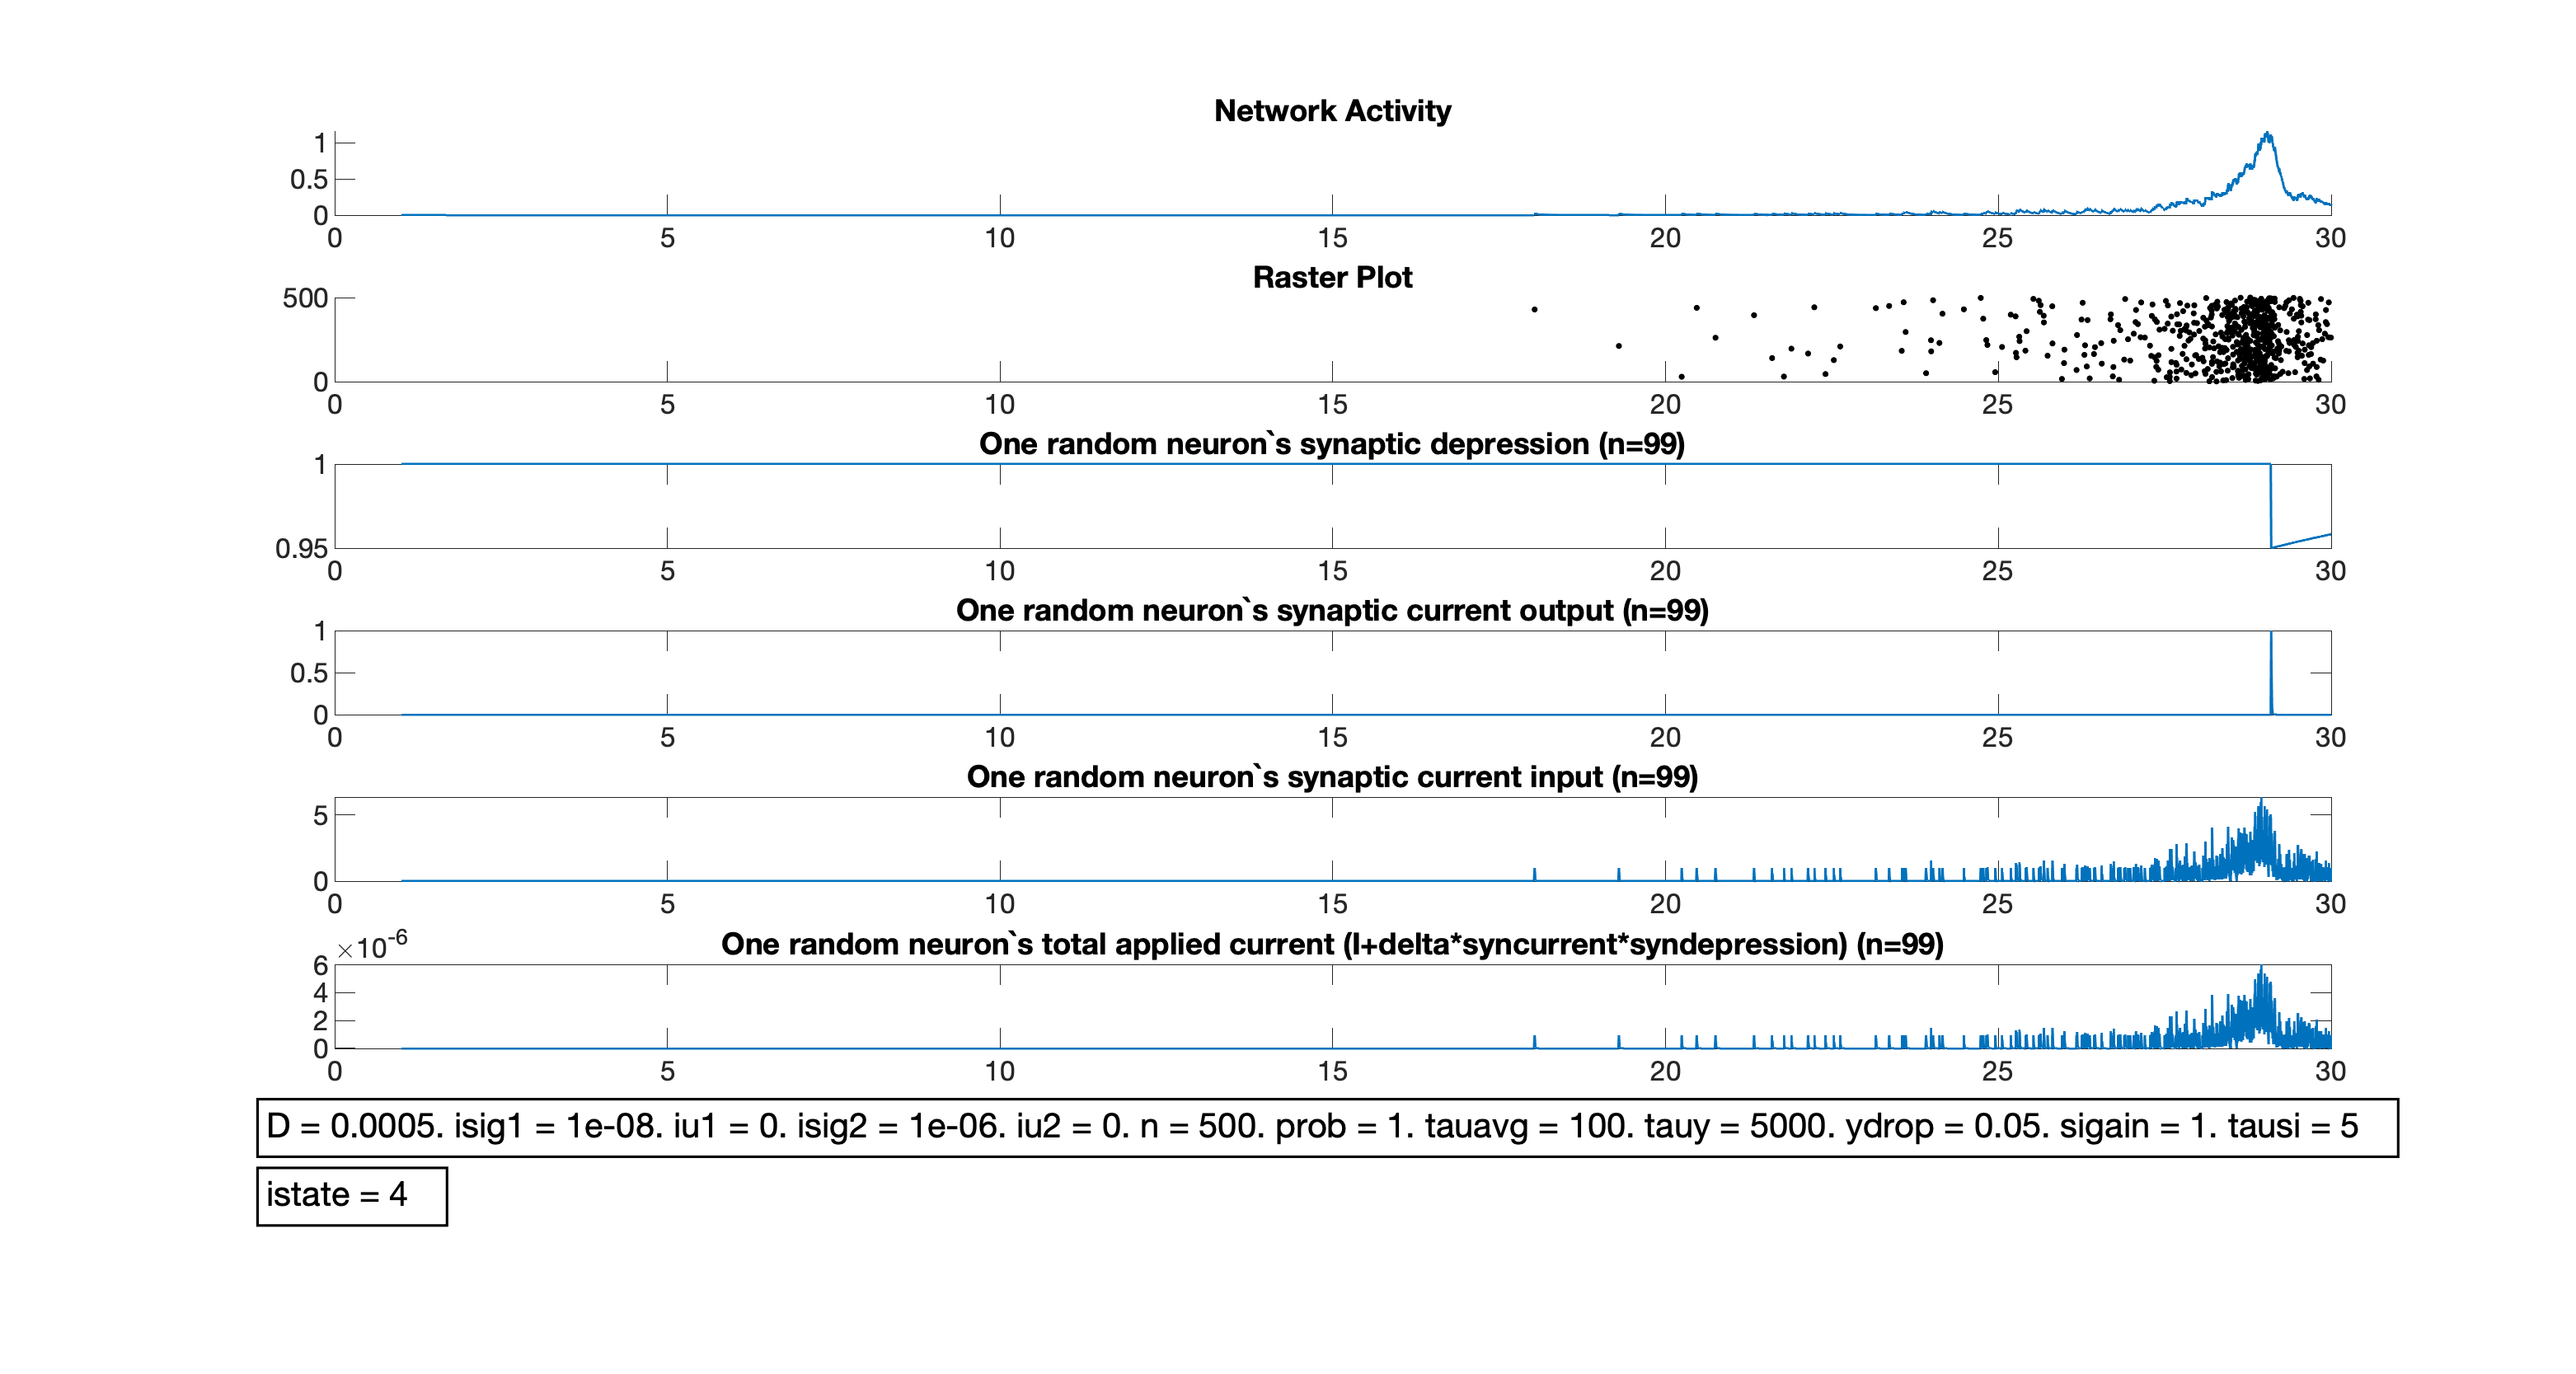 Network Activity
1
0.5
0
0 5 10 15 20 25 30
Raster Plot
500
0
0 5 10 15 20 25 30
One random neuron`s synaptic depression (n=99)
1
0.95
0 5 10 15 20 25 30
One random neuron`s synaptic current output (n=99)
1
0.5
0
0 5 10 15 20 25 30
One random neuron`s synaptic current input (n=99)
5
0
0 5 10 15 20 25 30
×10-6
One random neuron`s total applied current (I+delta*syncurrent*syndepression) (n=99)
6
4
2
0
0 5 10 15 20 25 30
D = 0.0005. isig1 = 1e-08. iu1 = 0. isig2 = 1e-06. iu2 = 0. n = 500. prob = 1. tauavg = 100. tauy = 5000. ydrop = 0.05. sigain = 1. tausi = 5
istate = 4